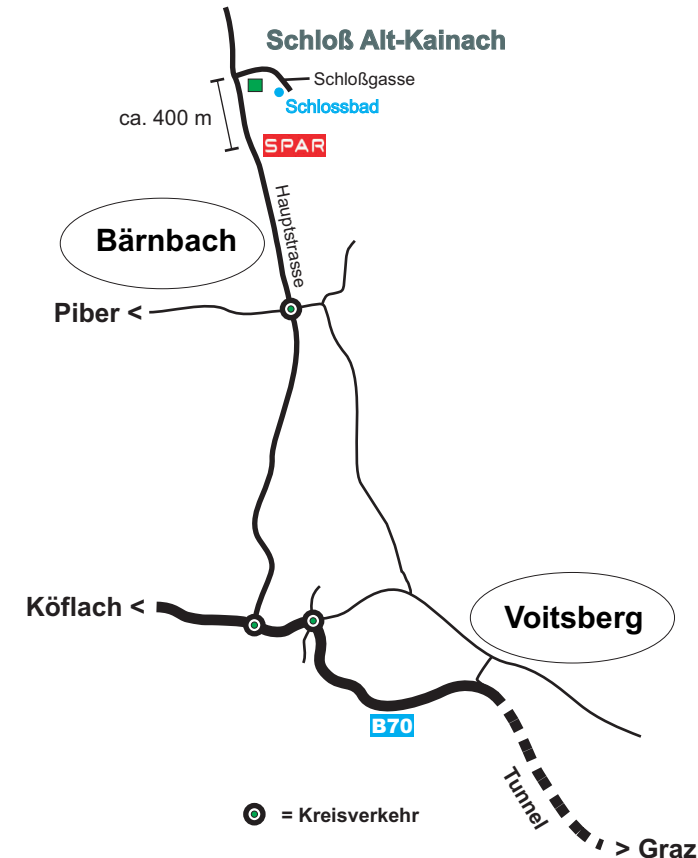 Schloß Alt-Kainach
Schloßgasse
Schlossbad
ca. 400 m
SPAR
Hauptstrasse
Bärnbach
Piber <
Köflach <
Voitsberg
B70
Tunnel
= Kreisverkehr
> Graz